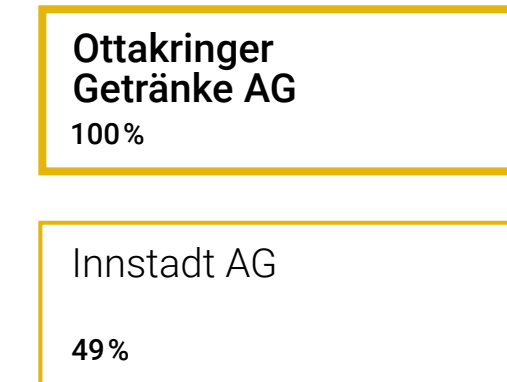 Ottakringer
Getränke AG
100 %
Innstadt AG
49 %